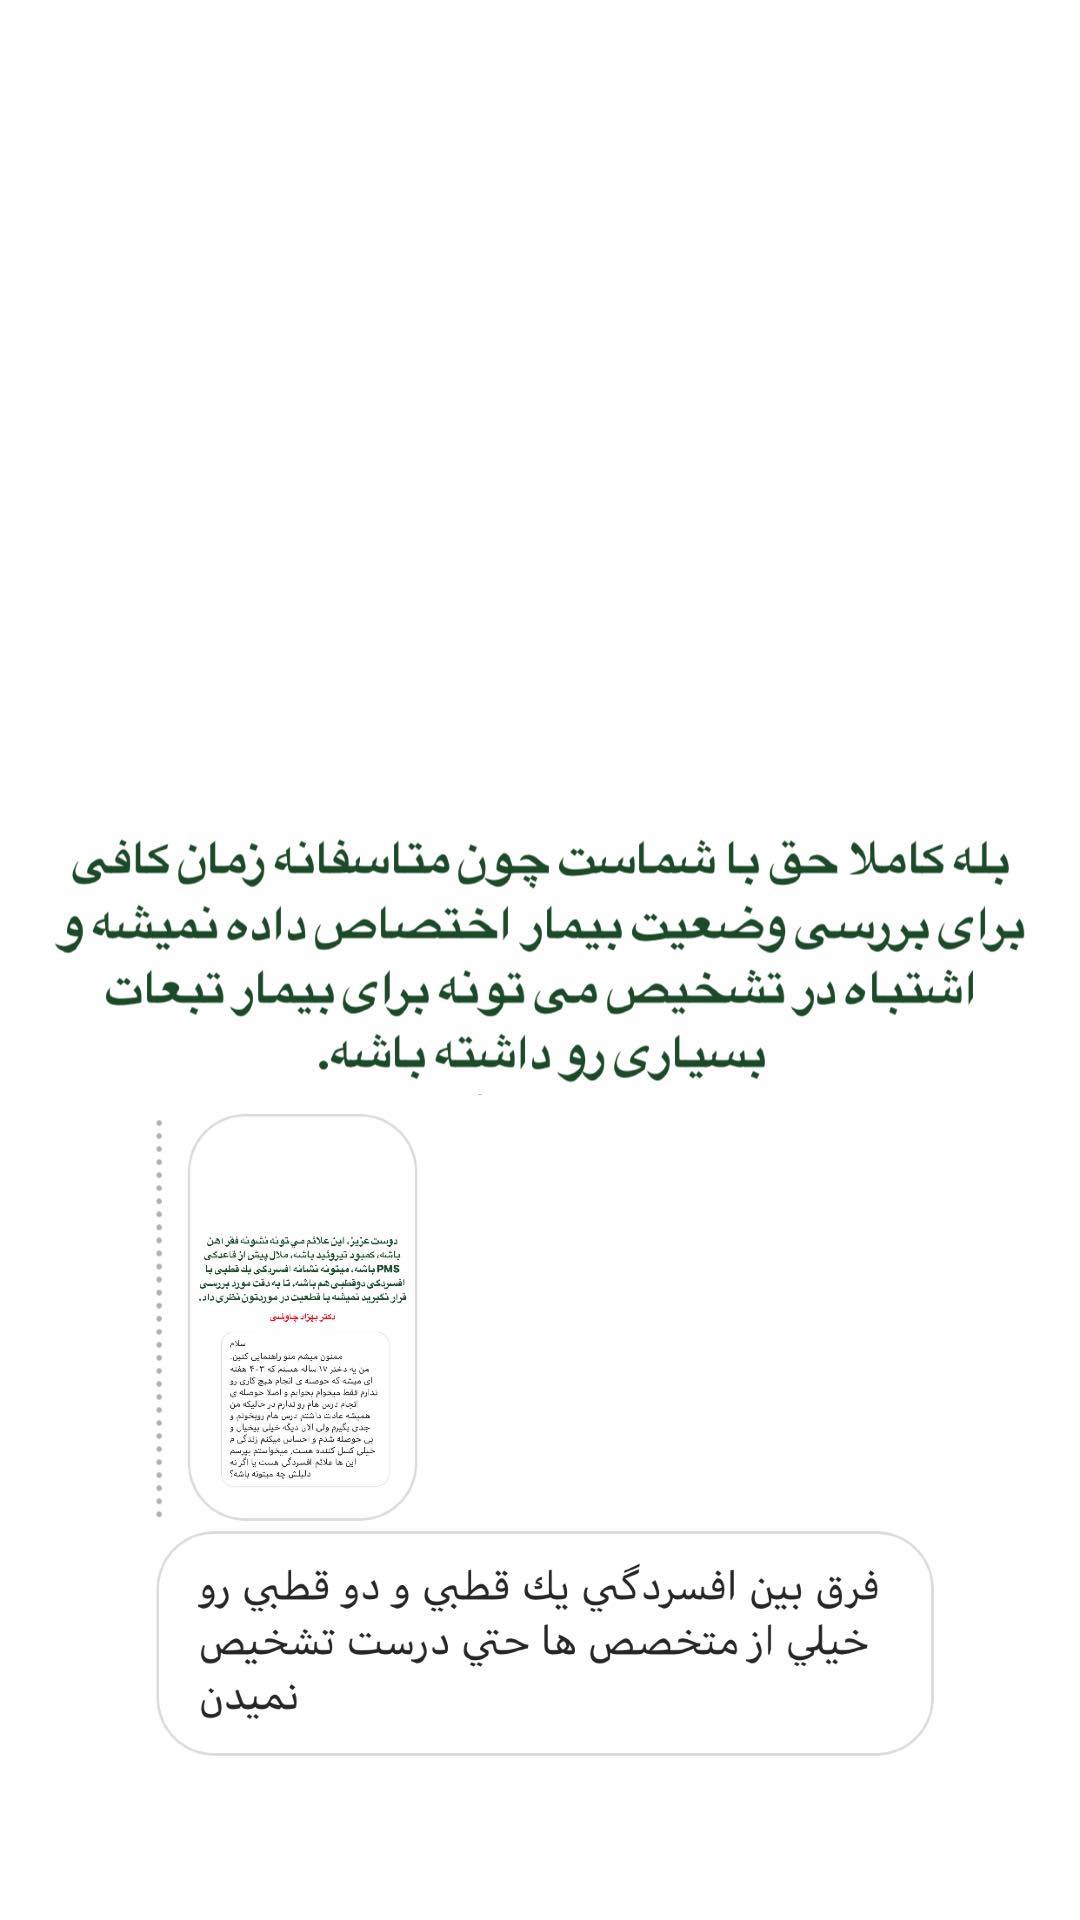 بله کاملا حق با شماست چون متاسفانه زمان کافی
برای بررسی وضعیت بیمار اختصاص داده نمیشه و
اشتباه در تشخیص می تونه برای بیمار تبعات
بسیاری رو داشته باشه.
دوست عزیز، این علائم مي تونه نشونه فقر اهن
باشه، کمبود تیروئید باشه، ملال پیش از قاعدگی
PMS باشه، میتونه نشانه افسردگی یك قطبی یا
افسردگی دوقطبی هم باشه، تا به دقت مورد بررسی
قرار نگیرید نمیشه با قطعیت در موردتون نظری داد.
دکتر بهزاد چاوشی
سلام
ممنون میشم منو راهنمایی کنین.
من یه دختر ۱۷ ساله هستم که ۳-۴ هفته
ای میشه که حوصله ی انجام هیچ کاری رو
ندارم فقط میخوام بخوابم و اصلا حوصله ی
انجام درس هام رو ندارم در حالیکه من
همیشه عادت داشتم درس هام روبخونم و
جدی بگیرم ولی الان دیگه خیلی بیخیال و
بی حوصله شدم و احساس میکنم زندگی م
خیلی کسل کننده هست. میخواستم بپرسم
این ها علائم افسردگی هست یا اگر نه
دلیلش چه میتونه باشه؟
فرق بين افسردگي يك قطبي و دو قطبي رو
خيلي از متخصص ها حتي درست تشخيص
نميدن